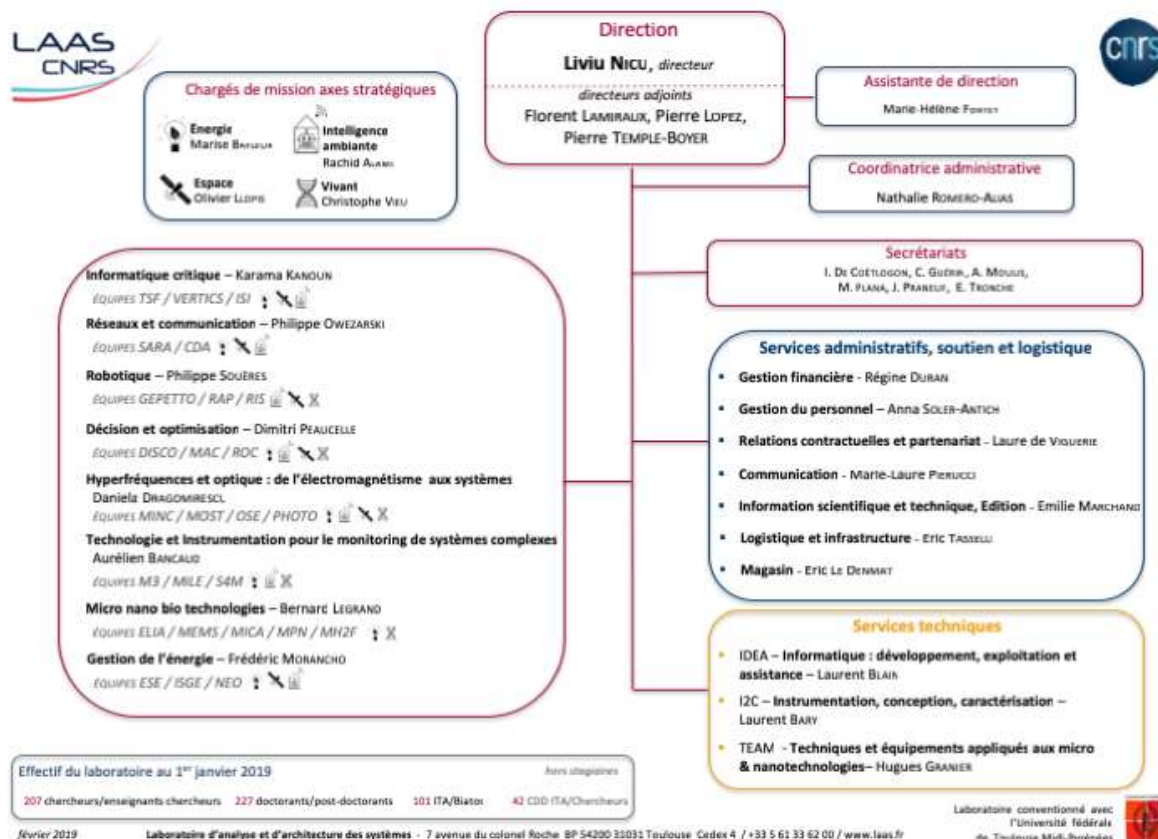 LAAS
CNRS
cnrs
Direction
Liviu NICU, directeur
directeurs adjoints
Florent LAMIRAUX, Pierre LOPEZ,
Pierre TEMPLE-BOYER
Chargés de mission axes stratégiques
Energie
Marise BAFLEUR
Intelligence
ambiante
Rachid ALAMI
Espace
Olivier LLOPIS
Vivant
Christophe VIEU
Assistante de direction
Marie-Hélène
Coordinatrice administrative
Nathalie ROMERO-ALIAS
Secrétariats
I. DE COËTLOGON, C. GUÉRIN, A. MOULIS,
M. PLANA, J. PRANEUF, E. TRONCHE
Informatique critique – Karama KANOUN
ÉQUIPES TSF / VERTICS / ISI
Réseaux et communication – Philippe OWEZARSKI
ÉQUIPES SARA / CDA
Robotique – Philippe SOUÈRES
ÉQUIPES GEPETTO / RAP / RIS
Décision et optimisation – Dimitri PEAUCELLE
ÉQUIPES DISCO / MAC / ROC
Hyperfréquences et optique : de l'électromagnétisme aux systèmes
Daniela DRAGOMIRESCU
ÉQUIPES MINC / MOST / OSE / PHOTO
Technologie et Instrumentation pour le monitoring de systèmes complexes
Aurélien BANCAUD
ÉQUIPES M3 / MILE / S4M
Micro nano bio technologies – Bernard LEGRAND
ÉQUIPES ELIA / MEMS / MICA / MPN / MH2F
Gestion de l'énergie – Frédéric MORANCHO
ÉQUIPES ESE / ISGE / NEO
Services administratifs, soutien et logistique
▪ Gestion financière - Régine DURAN
▪ Gestion du personnel – Anna SOLER-ANTICH
▪ Relations contractuelles et partenariat - Laure de VIGUERIE
▪ Communication - Marie-Laure PIERUCCI
▪ Information scientifique et technique, Edition - Emilie MARCHAND
▪ Logistique et infrastructure - Eric TASSELLI
▪ Magasin - Eric LE DENMAT
Services techniques
▪ IDEA – Informatique : développement, exploitation et
assistance – Laurent BLAIN
▪ I2C – Instrumentation, conception, caractérisation –
Laurent BARY
▪ TEAM - Techniques et équipements appliqués aux micro
& nanotechnologies– Hugues GRANIER
Effectif du laboratoire au 1er janvier 2019
hors stagiaires
207 chercheurs/enseignants chercheurs 227 doctorants/post-doctorants 101 ITA/Biatos 42 CDD ITA/Chercheurs
février 2019 Laboratoire d'analyse et d'architecture des systèmes - 7 avenue du colonel Roche BP 54200 31031 Toulouse Cedex 4 / +33 5 61 33 62 00 / www.laas.fr
Laboratoire conventionné avec
l'Université fédérale
de Toulouse Midi-Pyrénées